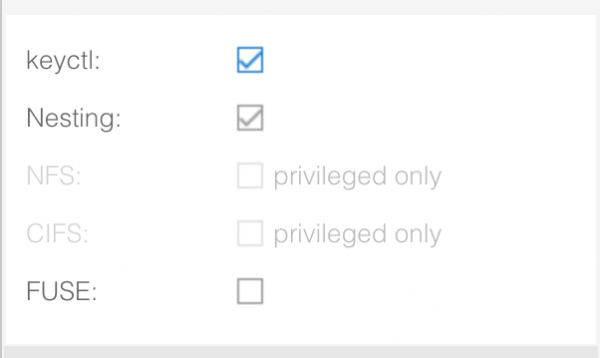 keyctl:
Nesting:
NFS: privileged only
CIFS: privileged only
FUSE: